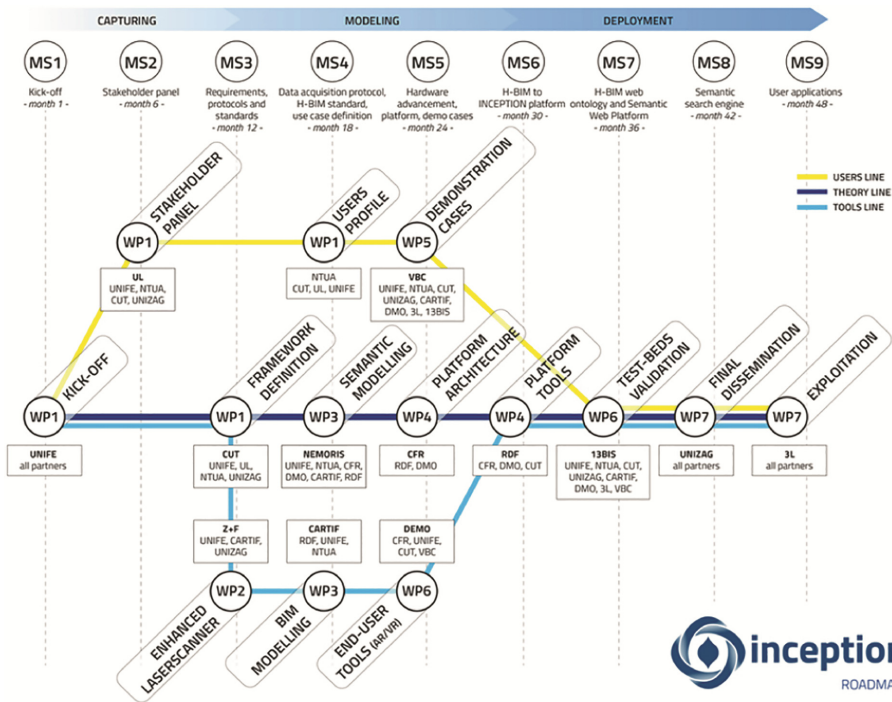 CAPTURING
MODELING
DEPLOYMENT
MS1
MS2
MS3
MS4
MS5
MS6
MS7
MS8
MS9
Kick-off
- month 1 -
Stakeholder panel
- month 6 -
Requirements,
protocols and
standards
- month 12 -
Data acquisition protocol,
H-BIM standard,
use case definition
- month 18 -
Hardware
advancement,
platform, demo cases
- month 24 -
H-BIM to
INCEPTION platform
- month 30 -
H-BIM web
ontology and Semantic
Web Platform
- month 36 -
Semantic
search engine
- month 42 -
User applications
- month 48 -
USERS LINE
THEORY LINE
TOOLS LINE
WP1
STAKEHOLDER
PANEL
UL
UNIFE, NTUA,
CUT, UNIZAG
WP1
USERS
PROFILE
NTUA
CUT, UL, UNIFE
WP5
DEMONSTRATION
CASES
VBC
UNIFE, NTUA, CUT,
UNIZAG, CARTIF,
DMO, 3L, 13BIS
WP1
KICK-OFF
UNIFE
all partners
WP1
FRAMEWORK
DEFINITION
CUT
UNIFE, UL,
NTUA, UNIZAG
WP3
SEMANTIC
MODELLING
NEMORIS
UNIFE, NTUA, CFR,
DMO, CARTIF, RDF
WP4
PLATFORM
ARCHITECTURE
CFR
RDF, DMO
WP4
PLATFORM
TOOLS
RDF
CFR, DMO, CUT
WP6
TEST-BEDS
VALIDATION
13BIS
UNIFE, NTUA, CUT,
UNIZAG, CARTIF,
DMO, 3L, VBC
WP7
FINAL
DISSEMINATION
UNIZAG
all partners
WP7
EXPLOITATION
3L
all partners
Z+F
UNIFE, CARTIF,
UNIZAG
WP2
ENHANCED
LASERSCANNER
CARTIF
RDF, UNIFE,
NTUA
WP3
BIM
MODELLING
DEMO
CFR, UNIFE,
CUT, VBC
WP6
END-USER
TOOLS (AR/VR)
inception
ROADMA